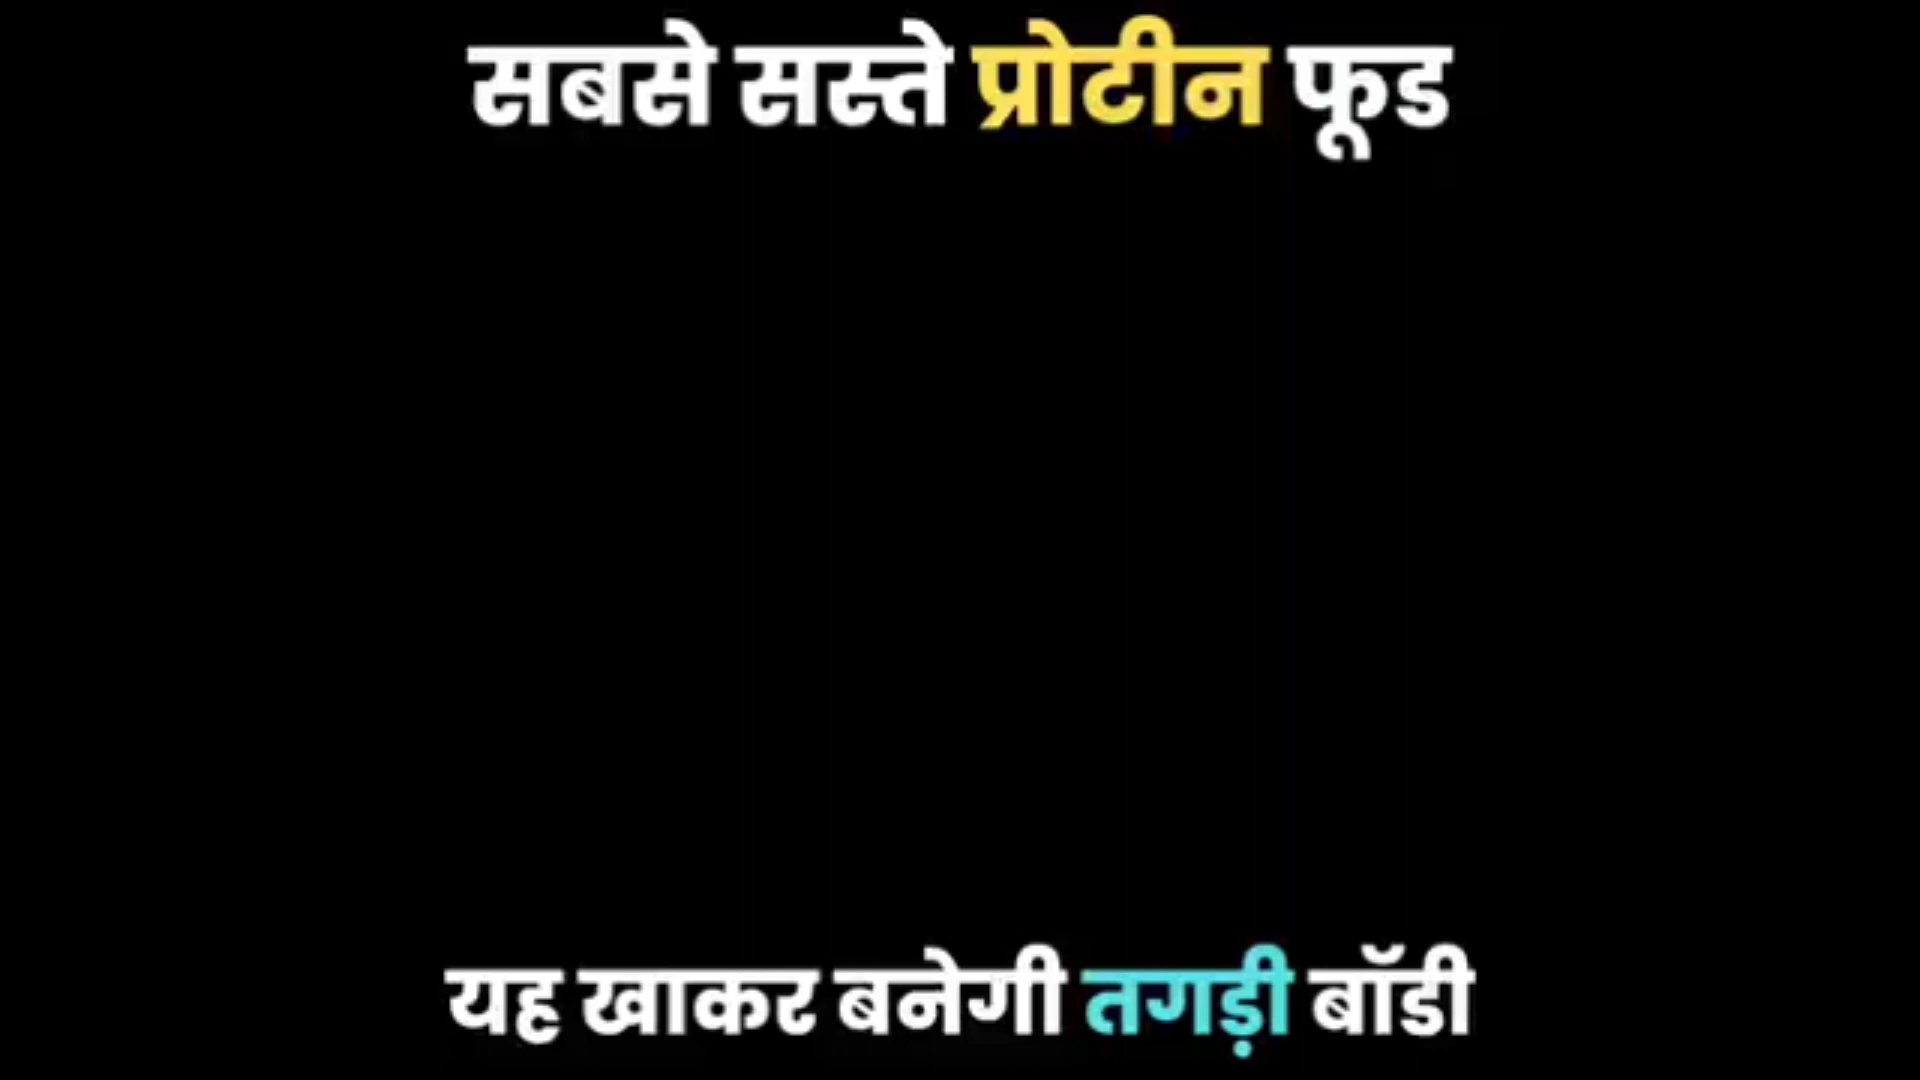 सबसे सस्ते प्रोटीन फूड
यह खाकर बनेगी तगड़ी बॉडी